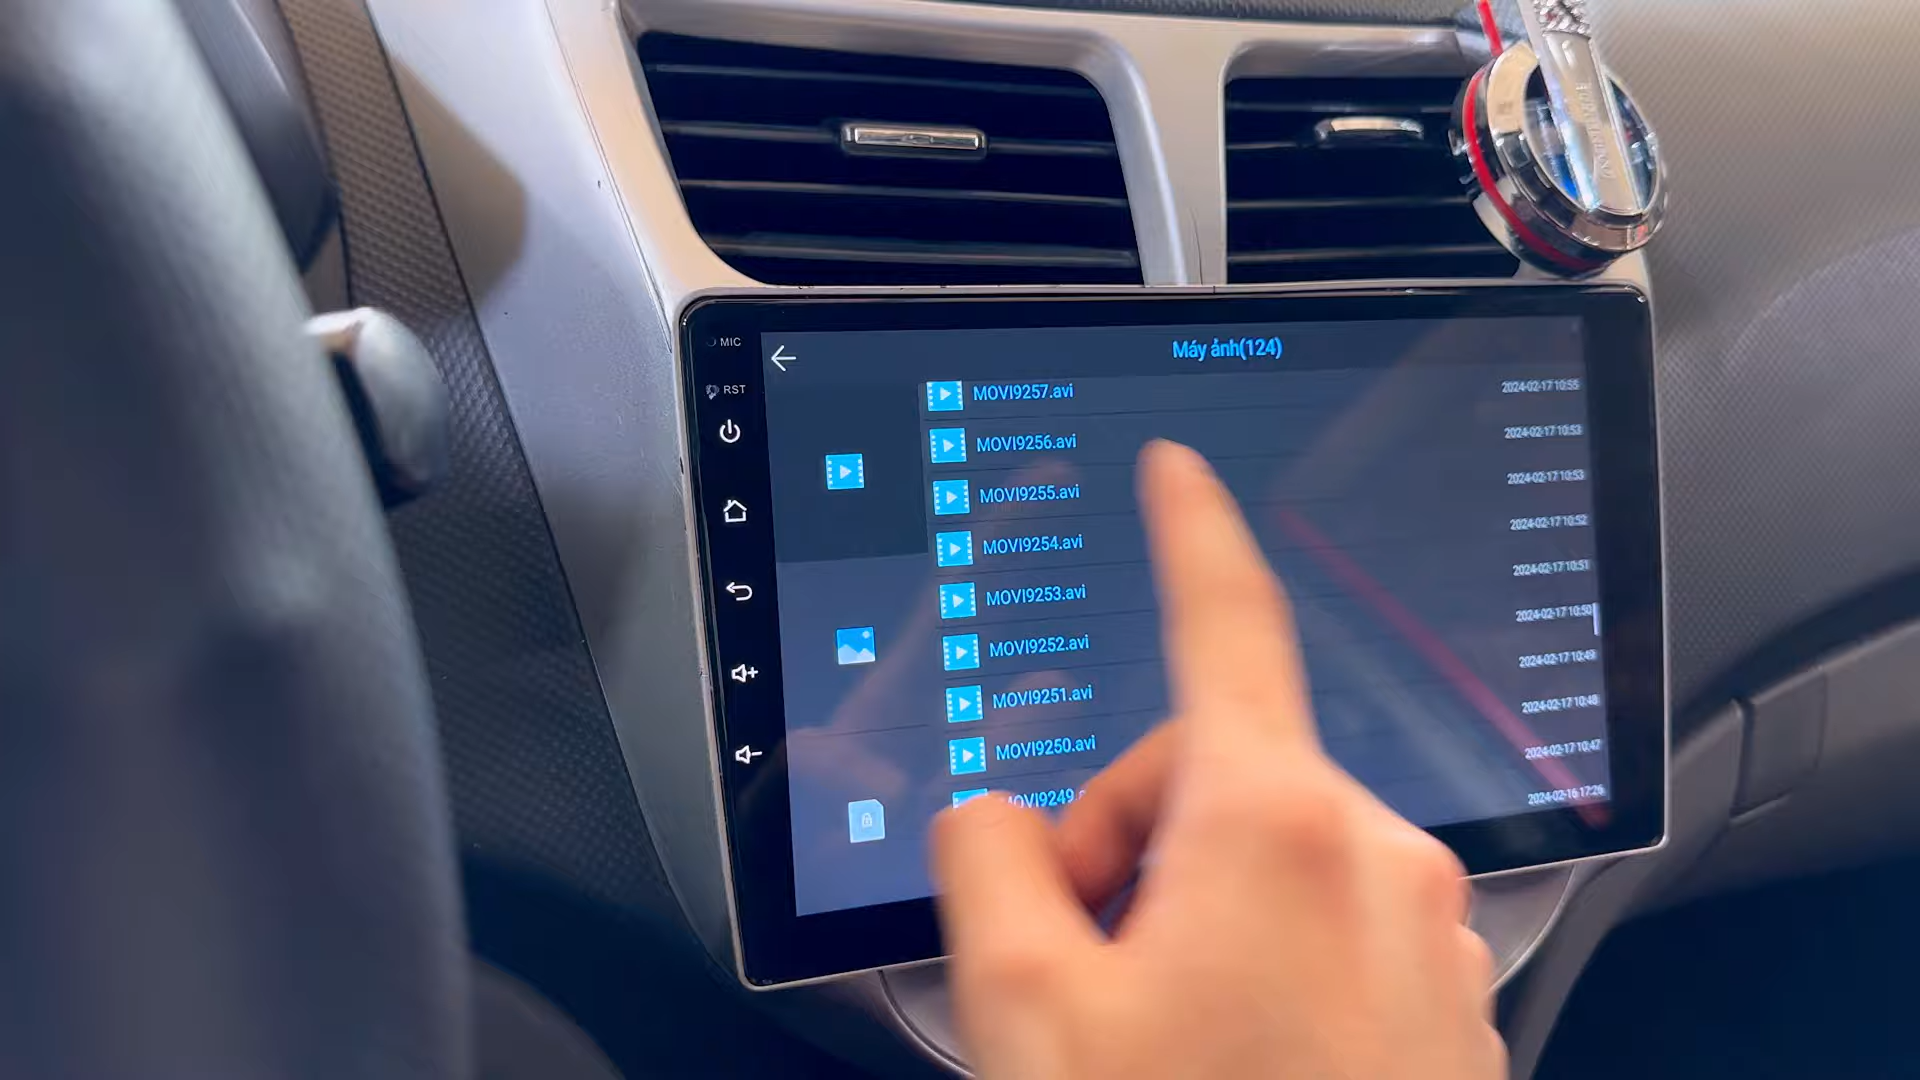 MIC
RST
Máy ảnh(124)
MOVI9257.avi 2024-02-17 10:55
MOVI9256.avi 2024-02-17 10:53
MOVI9255.avi 2024-02-17 10:53
MOVI9254.avi 2024-02-17 10:52
MOVI9253.avi 2024-02-17 10:51
MOVI9252.avi 2024-02-17 10:50
MOVI9251.avi 2024-02-17 10:49
MOVI9250.avi 2024-02-17 10:48
MOVI9249.a 2024-02-17 10:47
2024-02-16 17:26